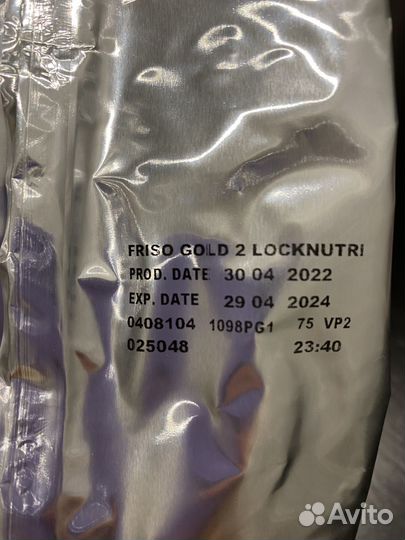 FRISO GOLD 2 LOCKNUTRI
PROD. DATE 30 04 2022
EXP. DATE 29 04 2024
0408104 1098PG1 75 VP2
025048 23:40
Avito